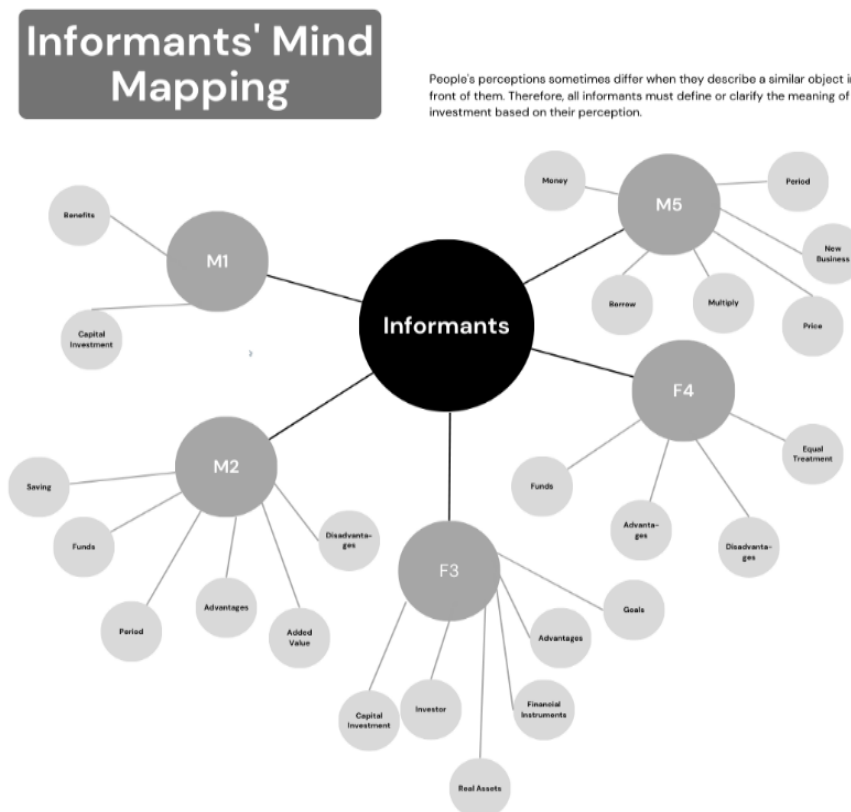 Informants' Mind
Mapping
People's perceptions sometimes differ when they describe a similar object in
front of them. Therefore, all informants must define or clarify the meaning of
investment based on their perception.
Informants
M1
Benefits
Capital
Investment
M2
Saving
Funds
Period
Advantages
Added
Value
Disadvanta-
ges
F3
Capital
Investment
Investor
Real Assets
Financial
Instruments
Advantages
Goals
F4
Funds
Advanta-
ges
Disadvanta-
ges
Equal
Treatment
M5
Money
Period
New
Business
Price
Multiply
Borrow